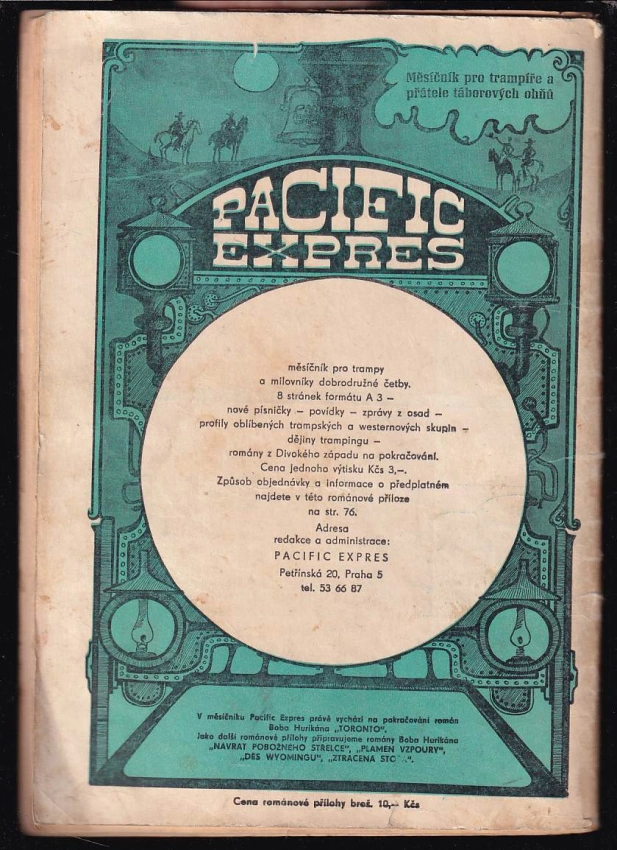 Měsíčník pro trampíře a
přátele táborových ohňů
PACIFIC
EXPRES
měsíčník pro trampy
a milovníky dobrodružné četby.
8 stránek formátu A 3 –
nové písničky – povídky – zprávy z osad –
profily oblíbených trampských a westernových skupin –
dějiny trampingu –
romány z Divokého západu na pokračování.
Cena jednoho výtisku Kčs 3,–.
Způsob objednávky a informace o předplatném
najdete v této románové příloze
na str. 76.
Adresa
redakce a administrace:
PACIFIC EXPRES
Petřínská 20, Praha 5
tel. 53 66 87
V měsíčníku Pacific Expres právě vychází na pokračování román
Boba Hurikána „TORONTO".
Jako další románové přílohy připravujeme romány Boba Hurikána
„NÁVRAT POBOŽNÉHO STŘELCE", „PLAMEN VZPOURY",
„DĚS WYOMINGU", „ZTRACENÁ
Cena románové přílohy brož. 10,– Kčs